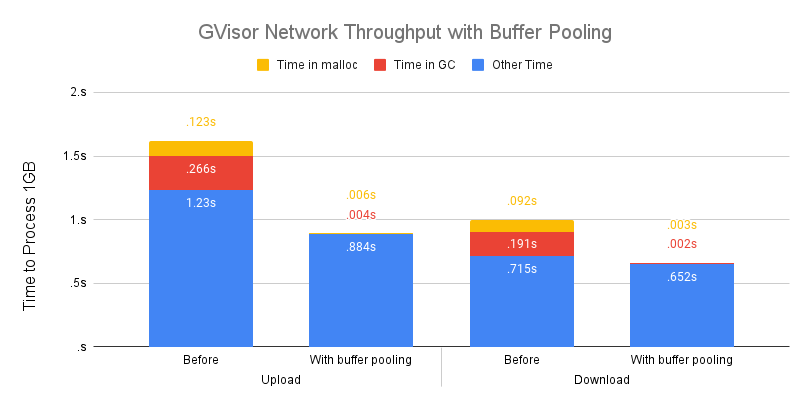 GVisor Network Throughput with Buffer Pooling
Time in malloc Time in GC Other Time
Time to Process 1GB
2.s
1.5s
1.s
.5s
.s
.123s
.266s
1.23s
.006s
.004s
.884s
.092s
.191s
.715s
.003s
.002s
.652s
Before With buffer pooling Before With buffer pooling
Upload Download